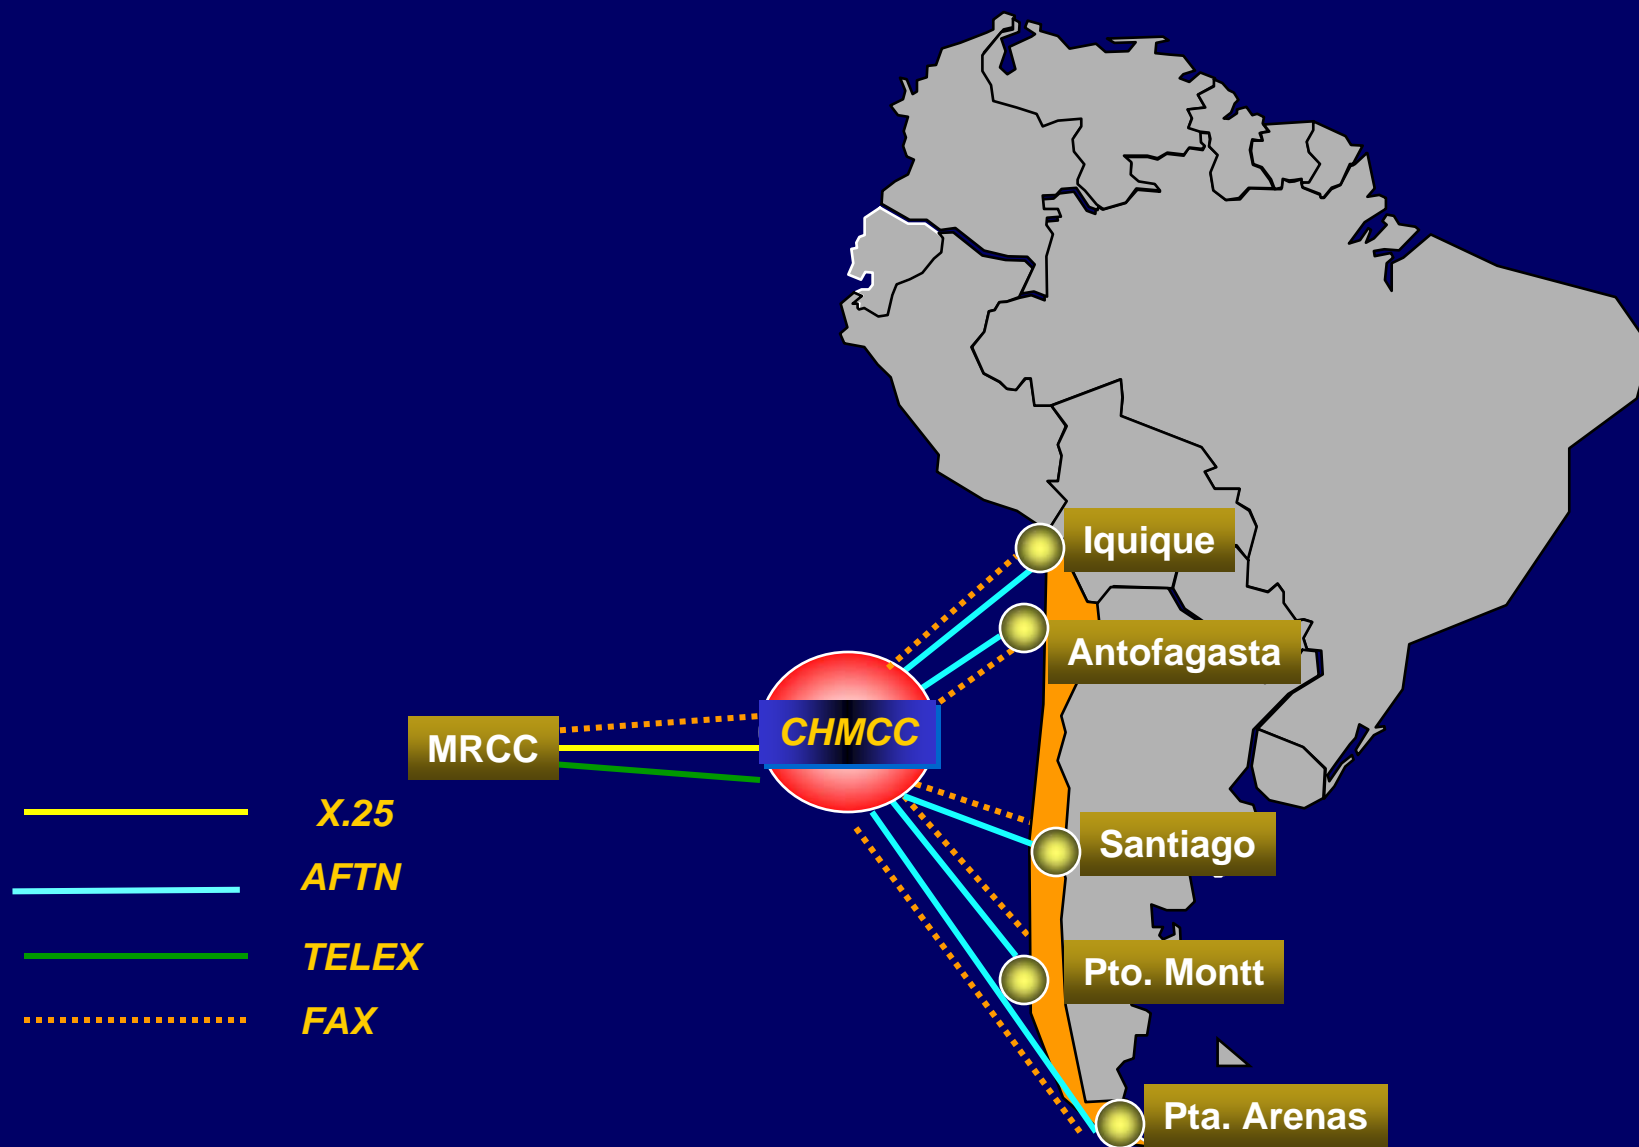 Iquique
Antofagasta
CHMCC
MRCC
X.25
Santiago
AFTN
TELEX
Pto. Montt
FAX
Pta. Arenas